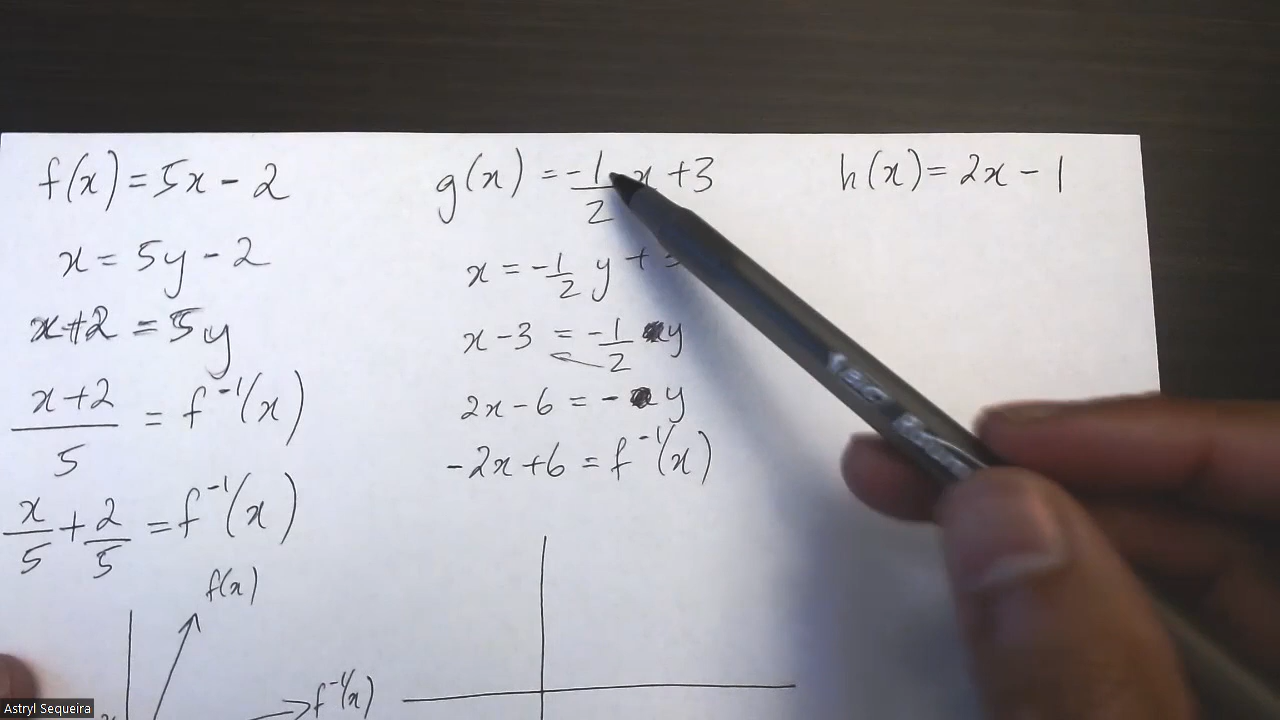 f(x) = 5x - 2
x = 5y - 2
x+2 = 5y
x+2/5 = f⁻¹(x)
x/5 + 2/5 = f⁻¹(x)
f(x)
f⁻¹(x)
g(x) = -1/2 x + 3
x = -1/2 y +
x - 3 = -1/2 y
2x - 6 = - y
-2x + 6 = f⁻¹(x)
h(x) = 2x - 1
Astryl Sequeira